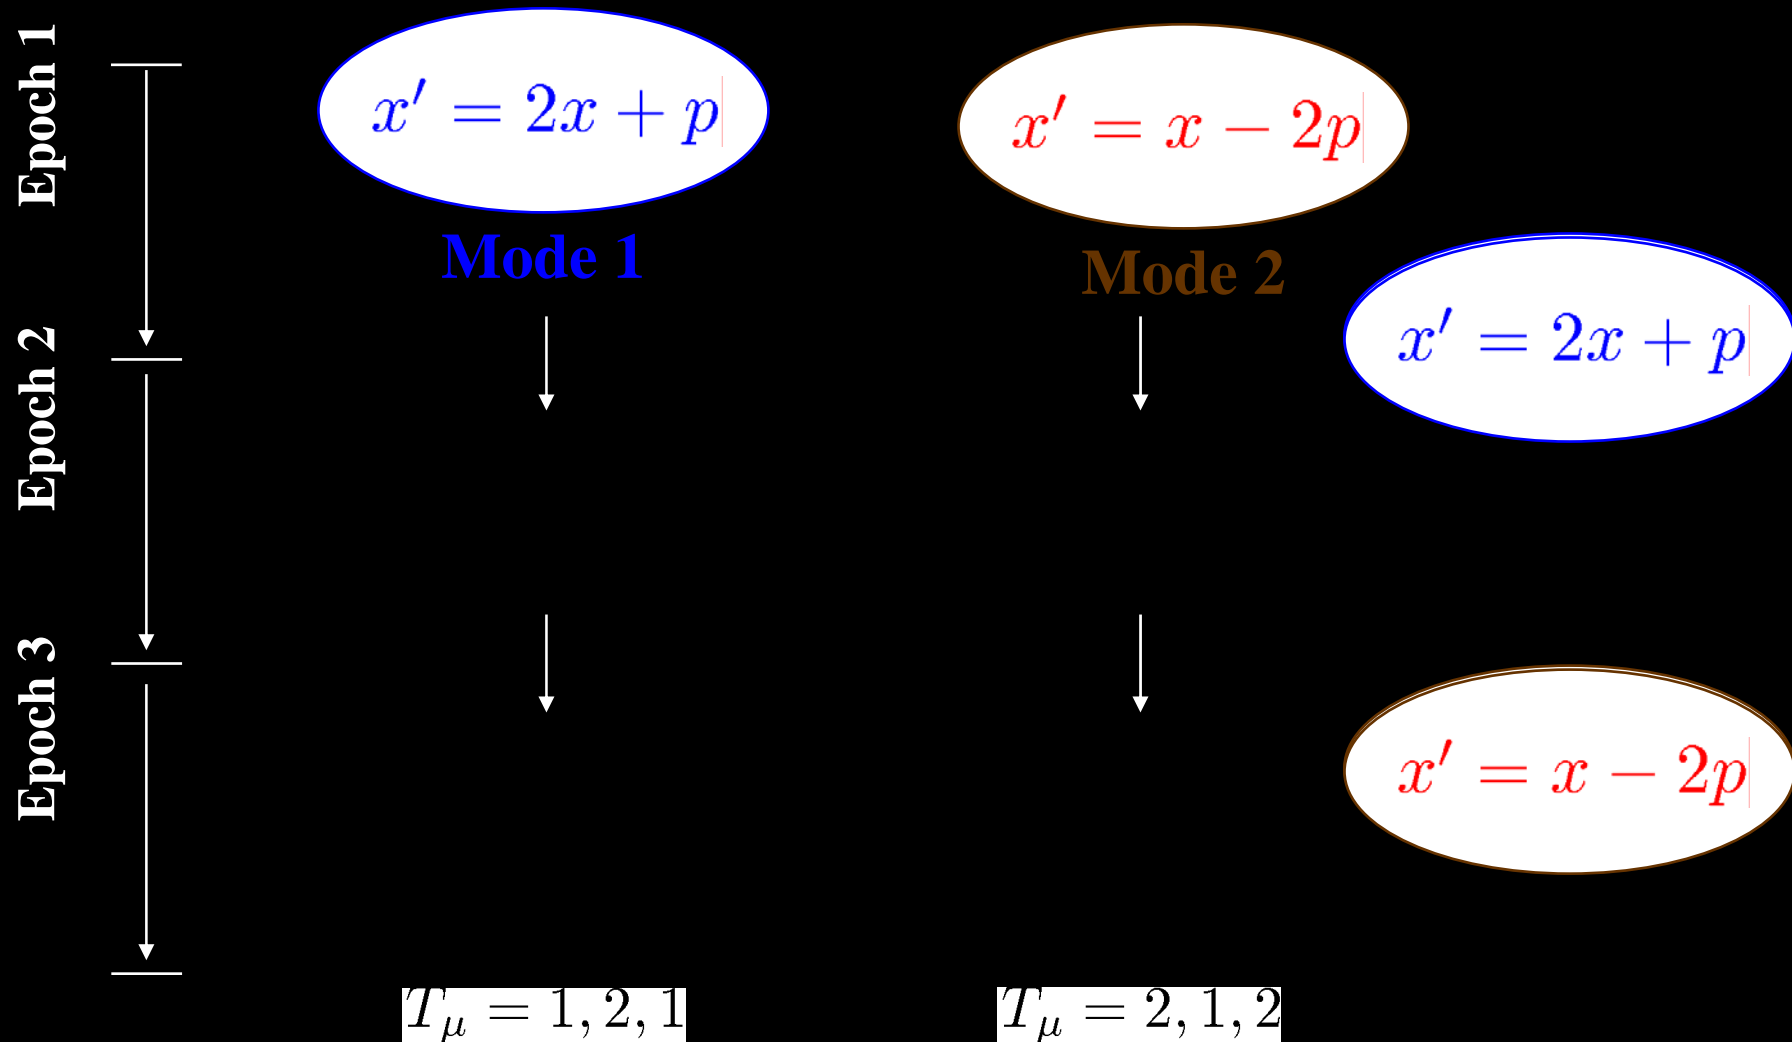 Epoch 1
x′ = 2x + p
x′ = x − 2p
Mode 1
Mode 2
x′ = 2x + p
Epoch 2
Epoch 3
x′ = x − 2p
T_μ = 1, 2, 1
T_μ = 2, 1, 2